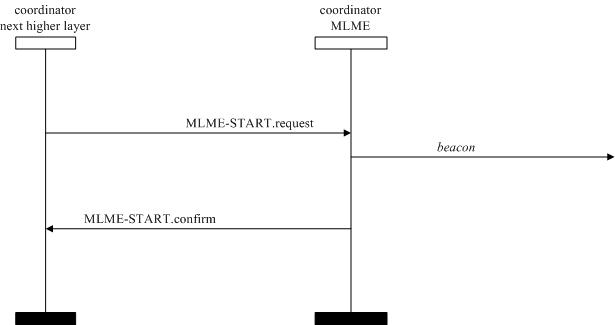 coordinator
next higher layer
coordinator
MLME
MLME-START.request
beacon
MLME-START.confirm